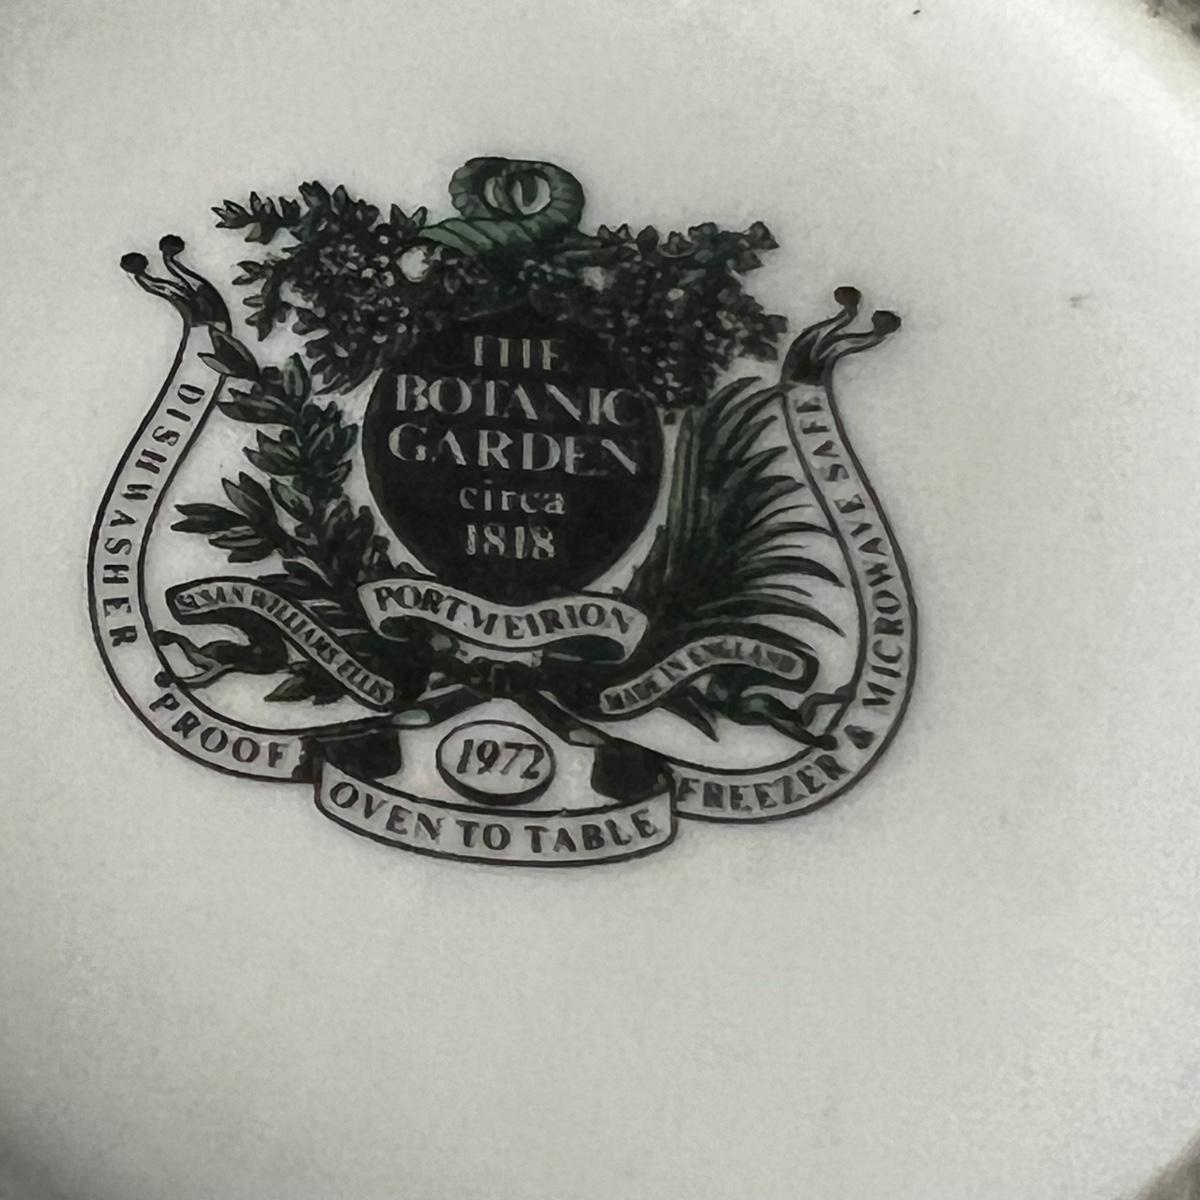 THE
BOTANIC
GARDEN
circa
1818
PORTMEIRION
SUSAN WILLIAMS ELLIS
MADE IN ENGLAND
1972
DISHWASHER
PROOF
OVEN TO TABLE
FREEZER & MICROWAVE SAFE